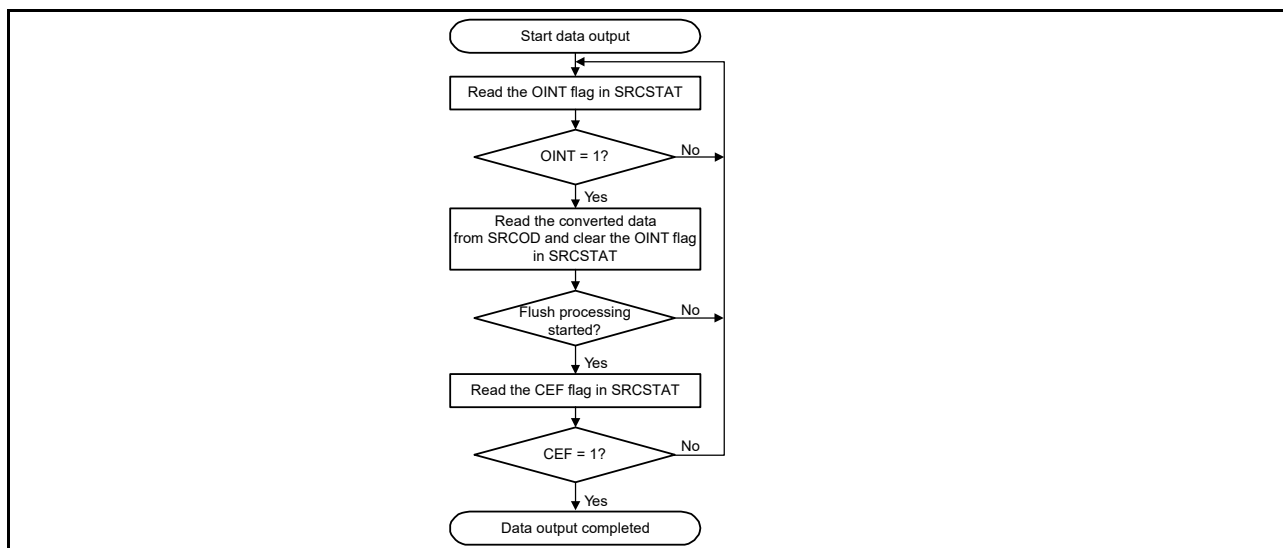 Start data output
Read the OINT flag in SRCSTAT
OINT = 1?
No
Yes
Read the converted data
from SRCOD and clear the OINT flag
in SRCSTAT
Flush processing
started?
No
Yes
Read the CEF flag in SRCSTAT
CEF = 1?
No
Yes
Data output completed